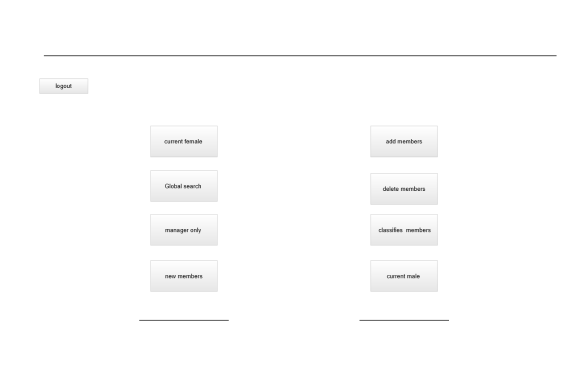 logout
current female
add members
Global search
delete members
manager only
classifies members
new members
current male